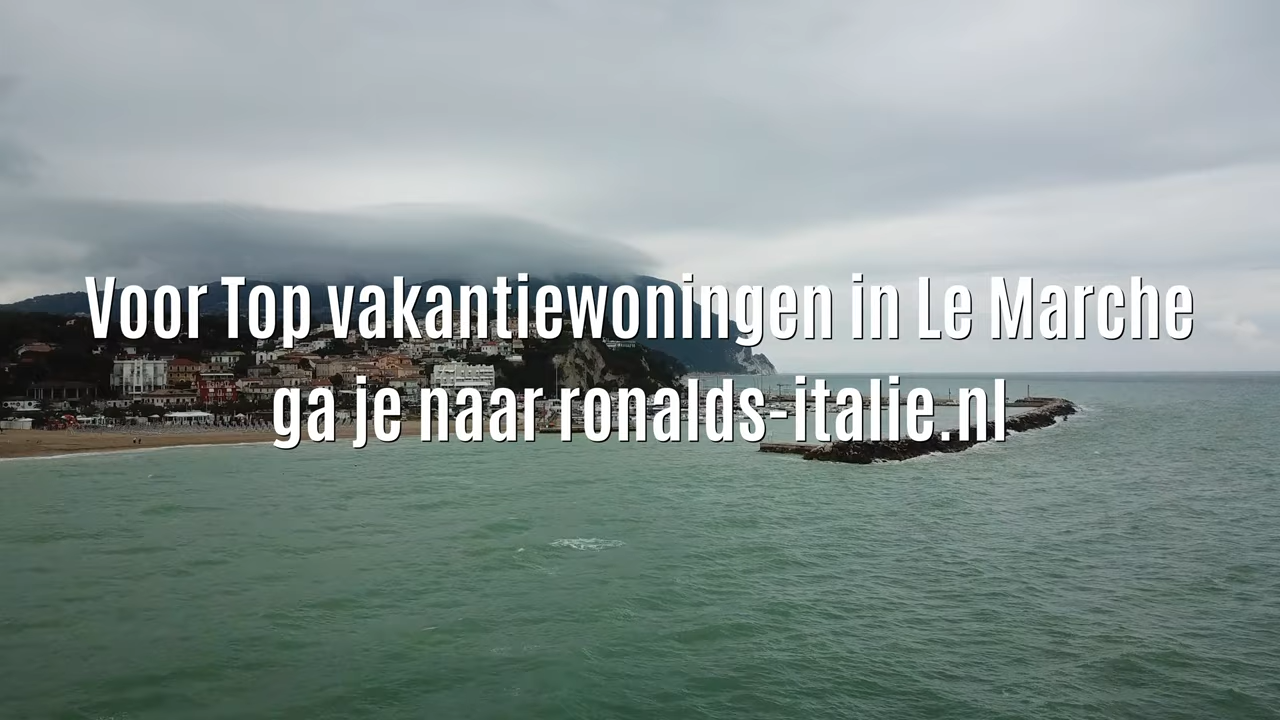 Voor Top vakantiewoningen in Le Marche
ga je naar ronalds-italie.nl